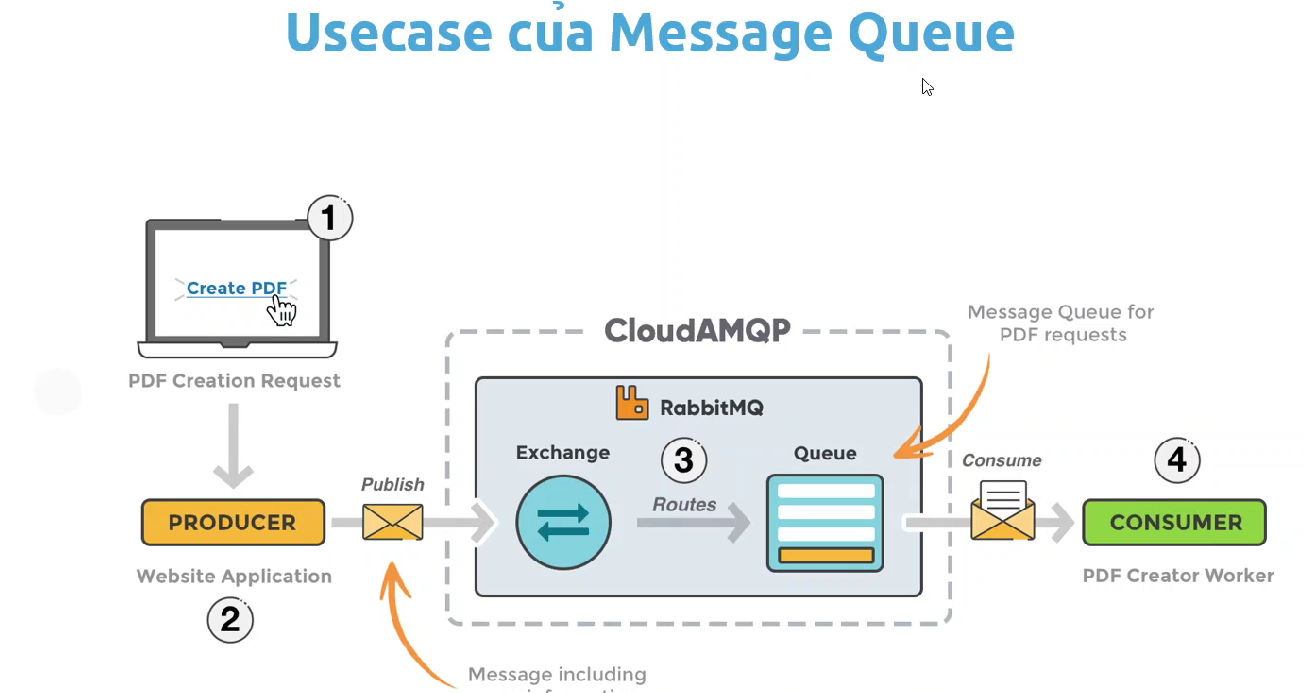 Usecase của Message Queue
1
Create PDF
PDF Creation Request
CloudAMQP
Message Queue for
PDF requests
RabbitMQ
Exchange
3
Queue
Routes
Publish
Consume
4
PRODUCER
CONSUMER
Website Application
PDF Creator Worker
2
Message including